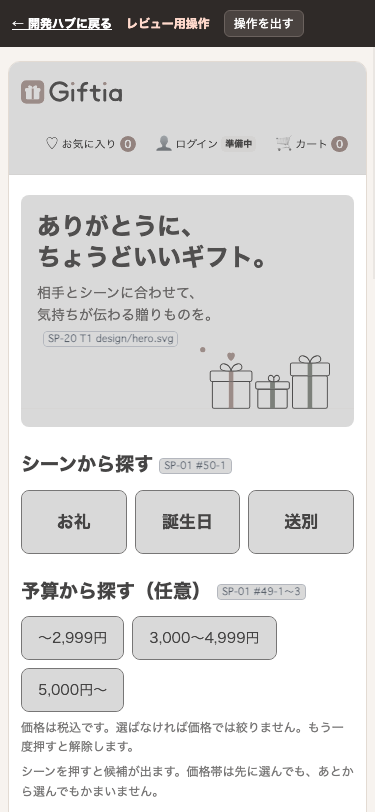 ← 開発ハブに戻る レビュー用操作 操作を出す
Giftia
♡ お気に入り 0 ログイン 準備中 カート 0
ありがとうに、
ちょうどいいギフト。
相手とシーンに合わせて、
気持ちが伝わる贈りものを。
SP-20 T1 design/hero.svg
シーンから探す SP-01 #50-1
お礼 誕生日 送別
予算から探す（任意） SP-01 #49-1〜3
〜2,999円 3,000〜4,999円
5,000円〜
価格は税込です。選ばなければ価格では絞りません。もう一
度押すと解除します。
シーンを押すと候補が出ます。価格帯は先に選んでも、あとか
ら選んでもかまいません。